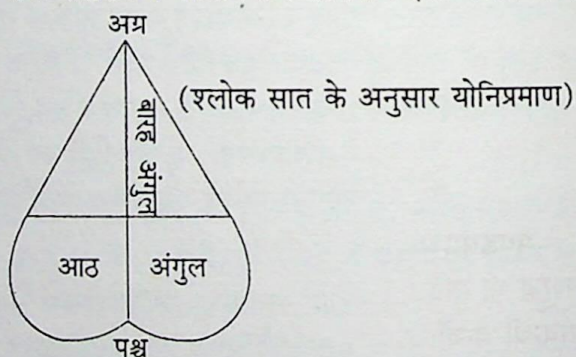 अग्र
(श्लोक सात के अनुसार योनिप्रमाण)
बारह अंगुल
आठ अंगुल
पश्च